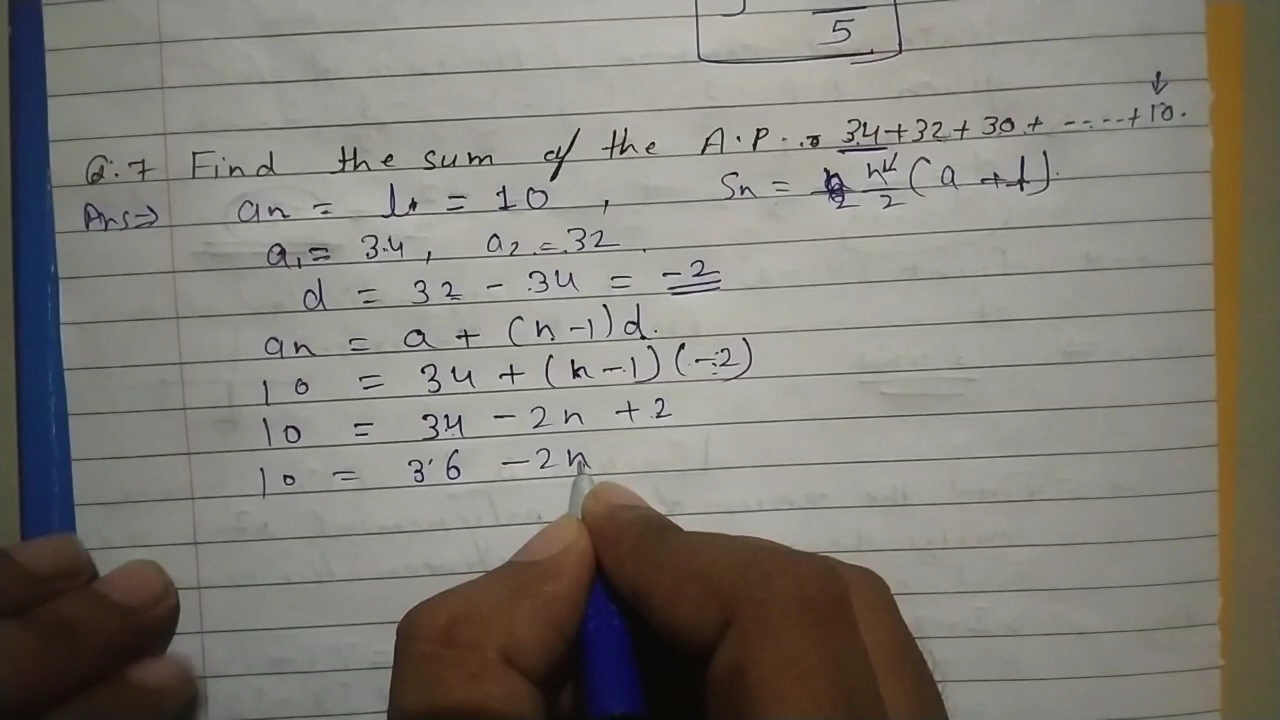 5
Q.7 Find the sum of the A.P. 34+32+30+ ----+10.
Ans⇒ an = l = 10 , Sn = n/2 (a + l).
a₁ = 34 , a₂ = 32 .
d = 32 - 34 = -2
an = a + (n-1)d.
10 = 34 + (n-1)(-2)
10 = 34 - 2n + 2
10 = 36 - 2n